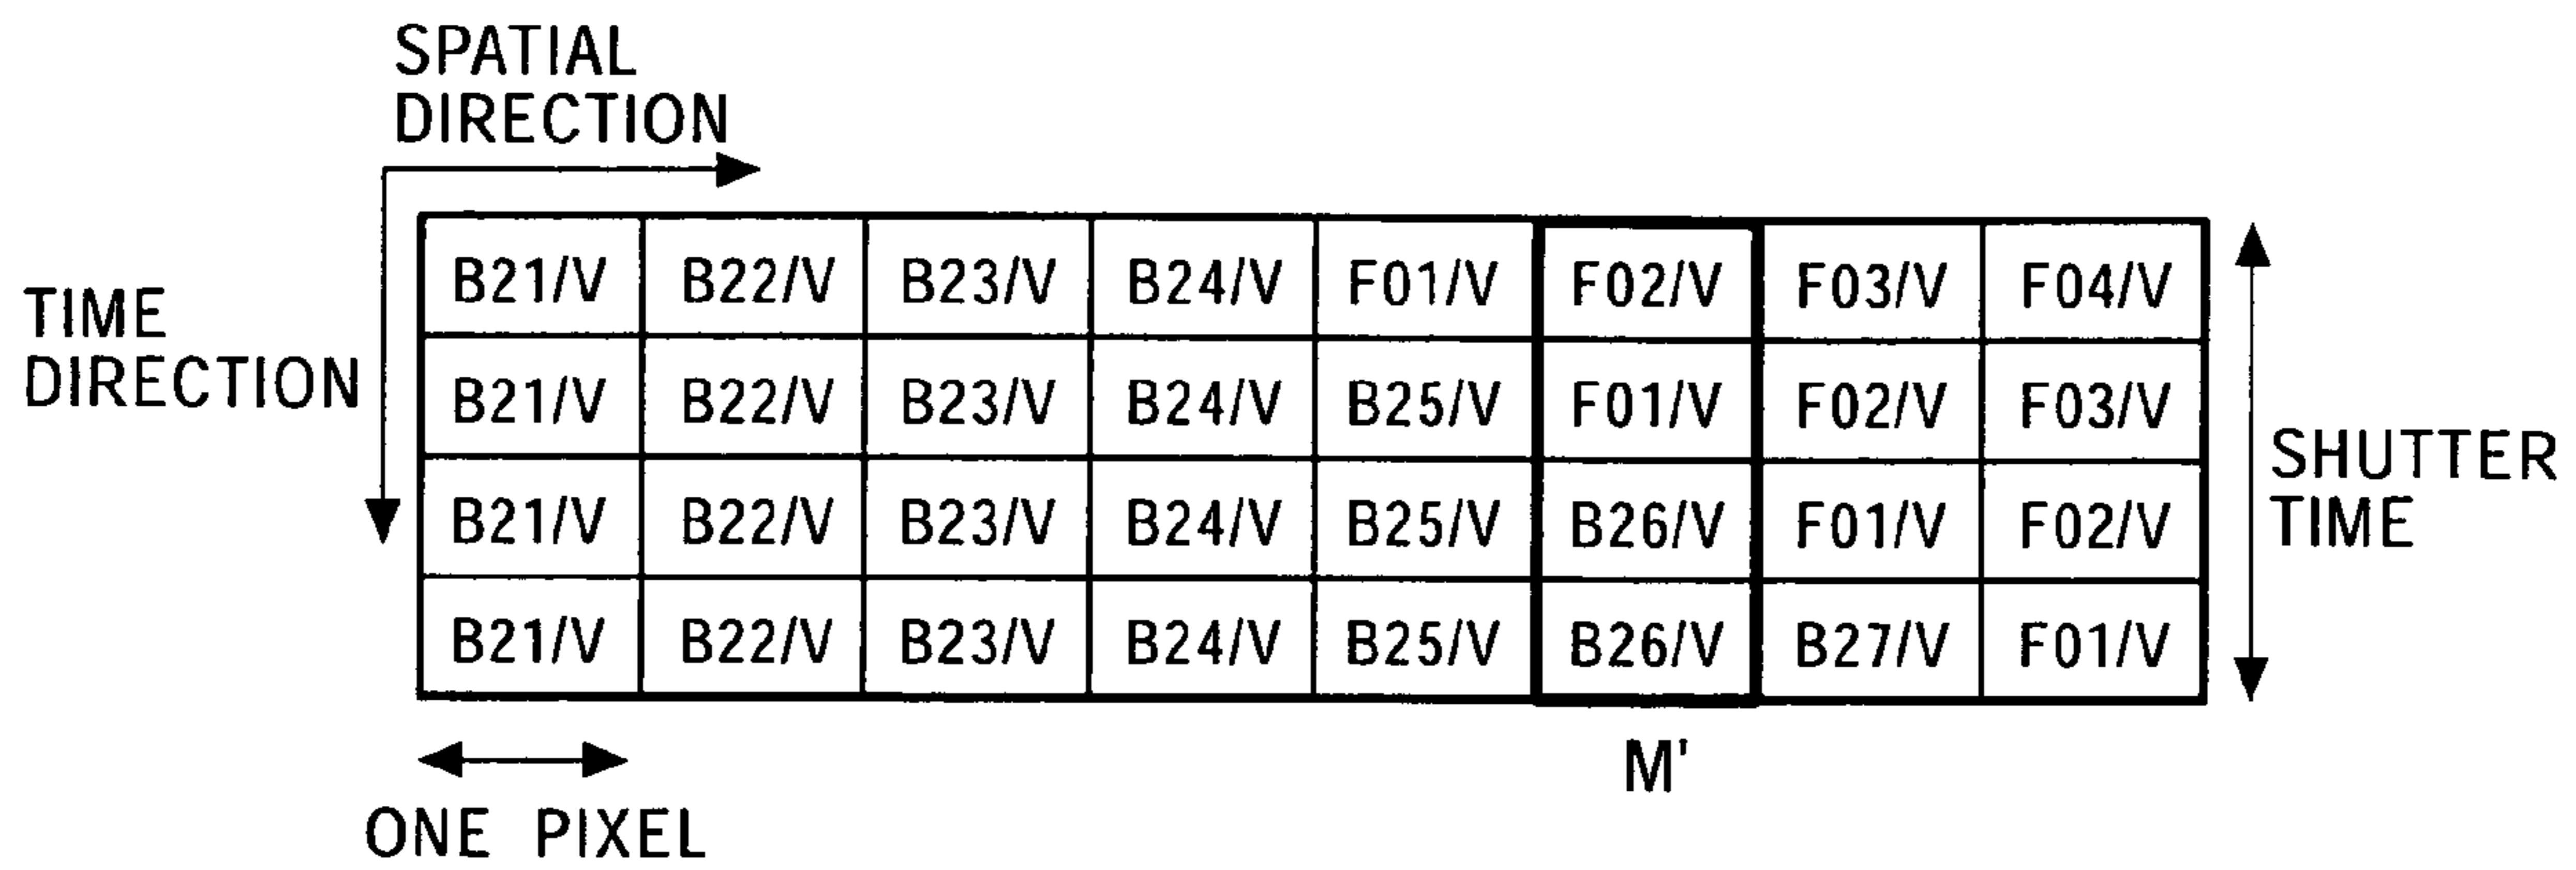 SPATIAL
DIRECTION
TIME
DIRECTION
B21/V B22/V B23/V B24/V F01/V F02/V F03/V F04/V
B21/V B22/V B23/V B24/V B25/V F01/V F02/V F03/V
B21/V B22/V B23/V B24/V B25/V B26/V F01/V F02/V
B21/V B22/V B23/V B24/V B25/V B26/V B27/V F01/V
SHUTTER
TIME
M'
ONE PIXEL